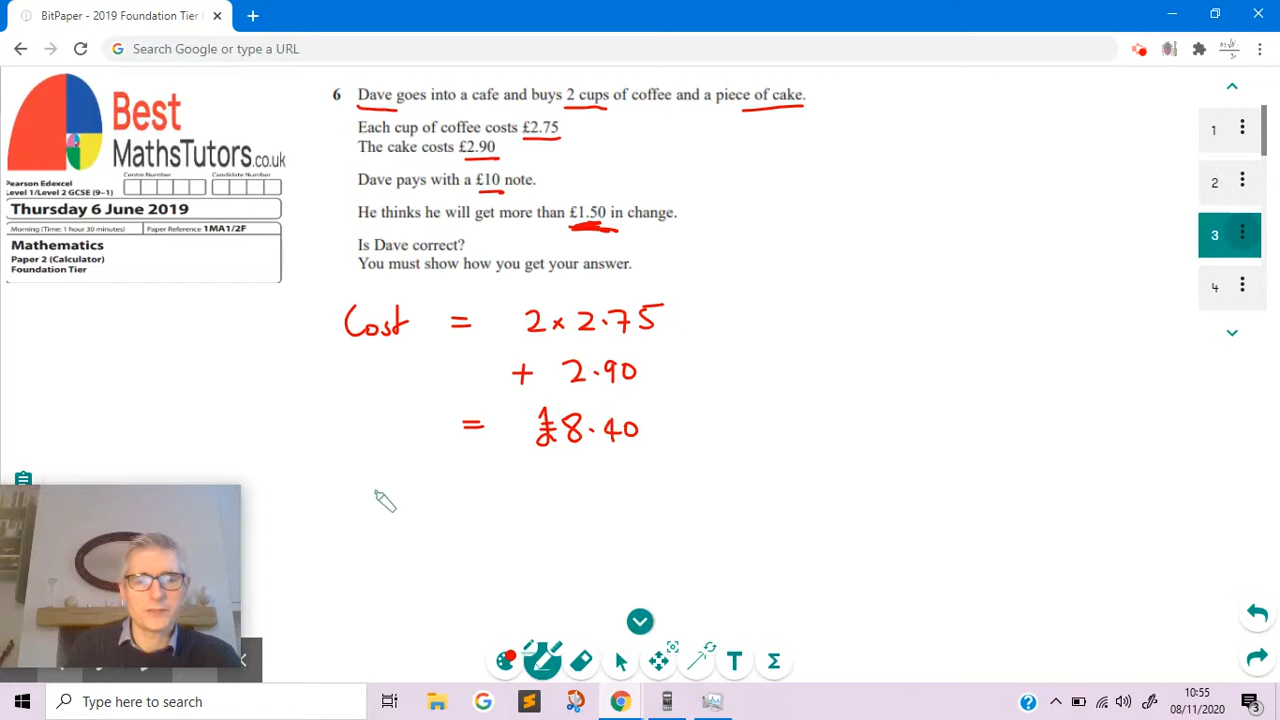 BitPaper - 2019 Foundation Tier
Search Google or type a URL
Best
MathsTutors.co.uk
Pearson Edexcel
Level 1/Level 2 GCSE (9–1)
Centre Number
Candidate Number
Thursday 6 June 2019
Morning (Time: 1 hour 30 minutes)
Paper Reference 1MA1/2F
Mathematics
Paper 2 (Calculator)
Foundation Tier
6 Dave goes into a cafe and buys 2 cups of coffee and a piece of cake.
Each cup of coffee costs £2.75
The cake costs £2.90
Dave pays with a £10 note.
He thinks he will get more than £1.50 in change.
Is Dave correct?
You must show how you get your answer.
Cost = 2 × 2.75
+ 2.90
= £8.40
1
2
3
4
T
Σ
Type here to search
10:55
08/11/2020
3